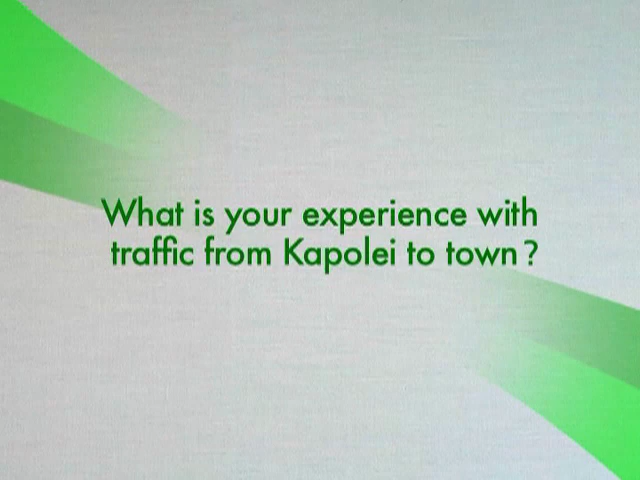 What is your experience with
traffic from Kapolei to town?